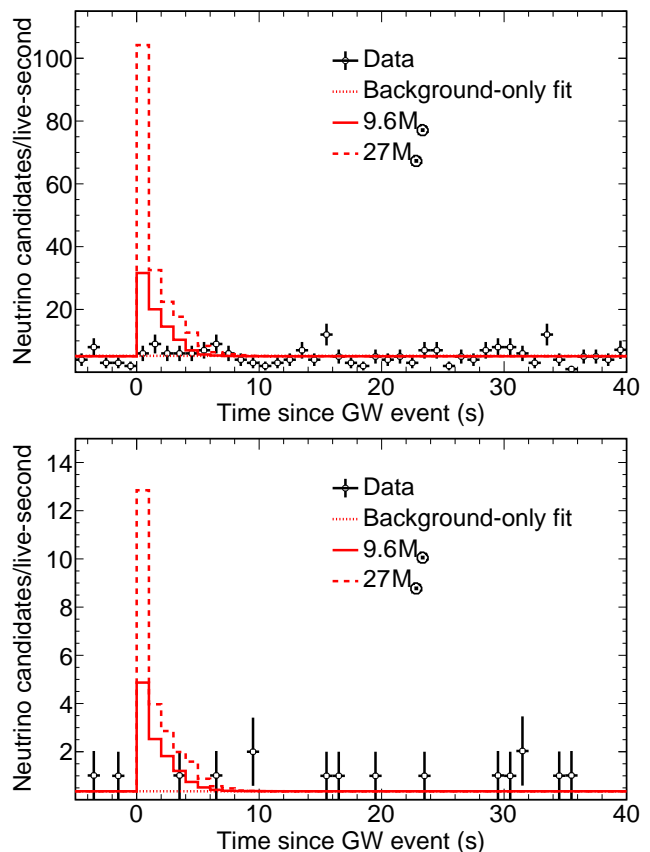 Neutrino candidates/live-second
100
80
60
40
20
Data
Background-only fit
9.6M☉
27M☉
0 10 20 30 40
Time since GW event (s)
Neutrino candidates/live-second
14
12
10
8
6
4
2
Data
Background-only fit
9.6M☉
27M☉
0 10 20 30 40
Time since GW event (s)